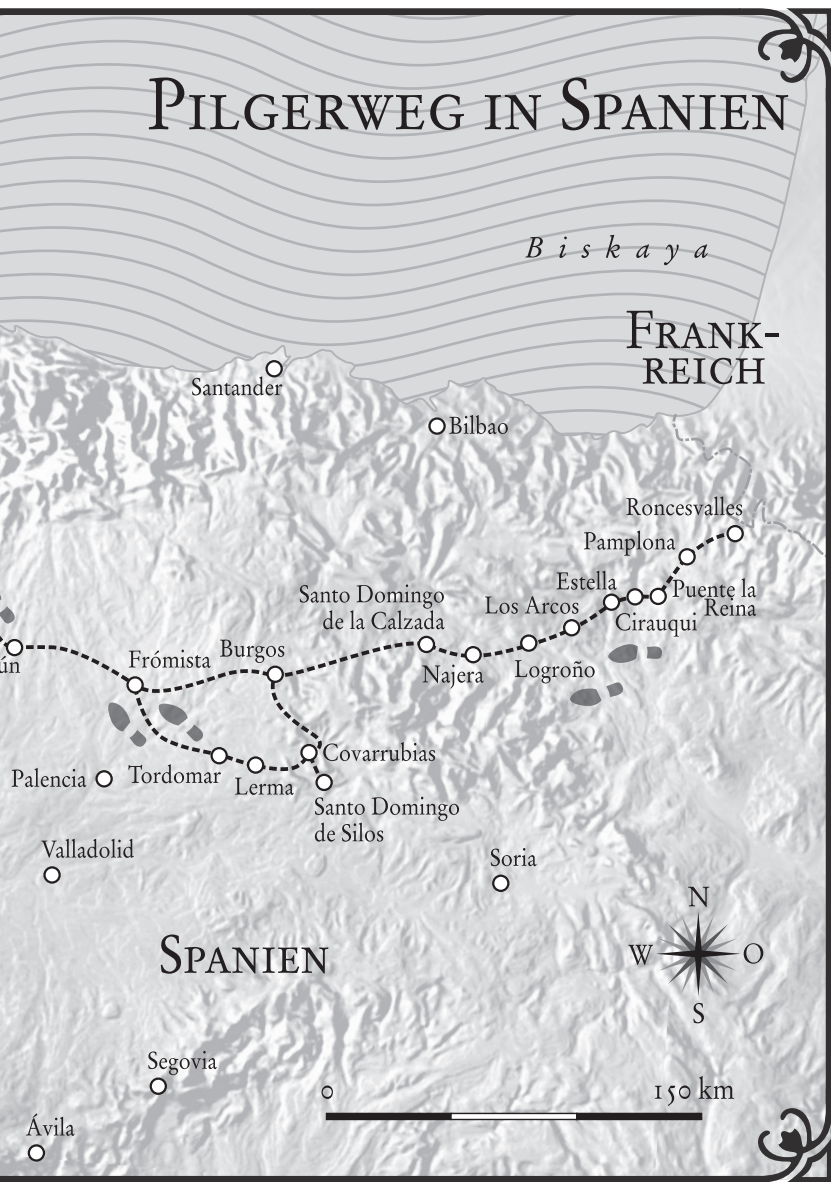 Pilgerweg in Spanien
Biskaya
Frank-
reich
Santander
Bilbao
Roncesvalles
Pamplona
Estella
Puente la
Reina
Santo Domingo
de la Calzada
Los Arcos
Cirauqui
Frómista
Burgos
Najera
Logroño
ún
Covarrubias
Palencia
Tordomar
Lerma
Santo Domingo
de Silos
Valladolid
Soria
N
W
O
S
Spanien
Segovia
0
150 km
Ávila